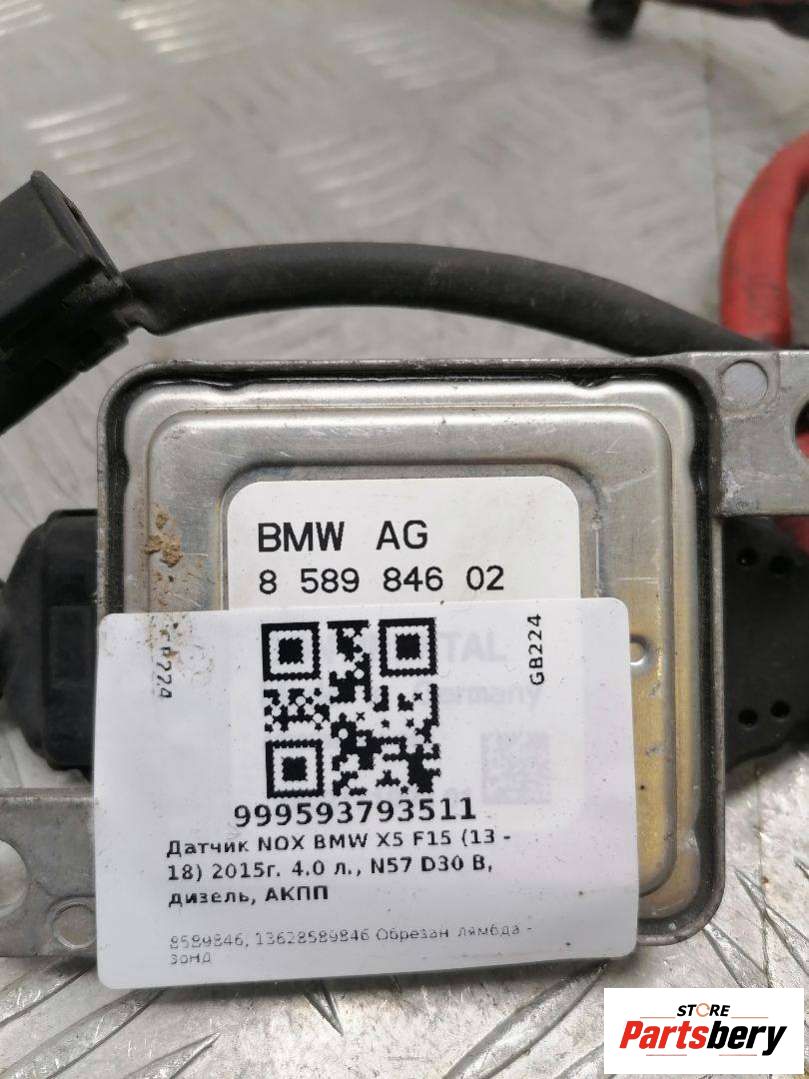 BMW AG
8 589 846 02
GB224
999593793511
Датчик NOX BMW X5 F15 (13 -
18) 2015г. 4.0 л., N57 D30 B,
дизель, АКПП
8589846, 13628589846 Обрезан лямбда -
зонд
STORE
Partsbery